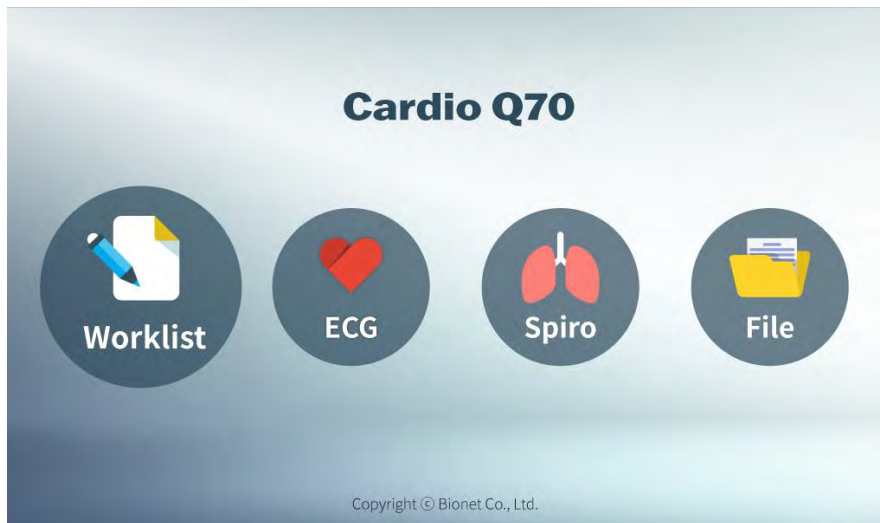 Cardio Q70
Worklist
ECG
Spiro
File
Copyright ⓒ Bionet Co., Ltd.